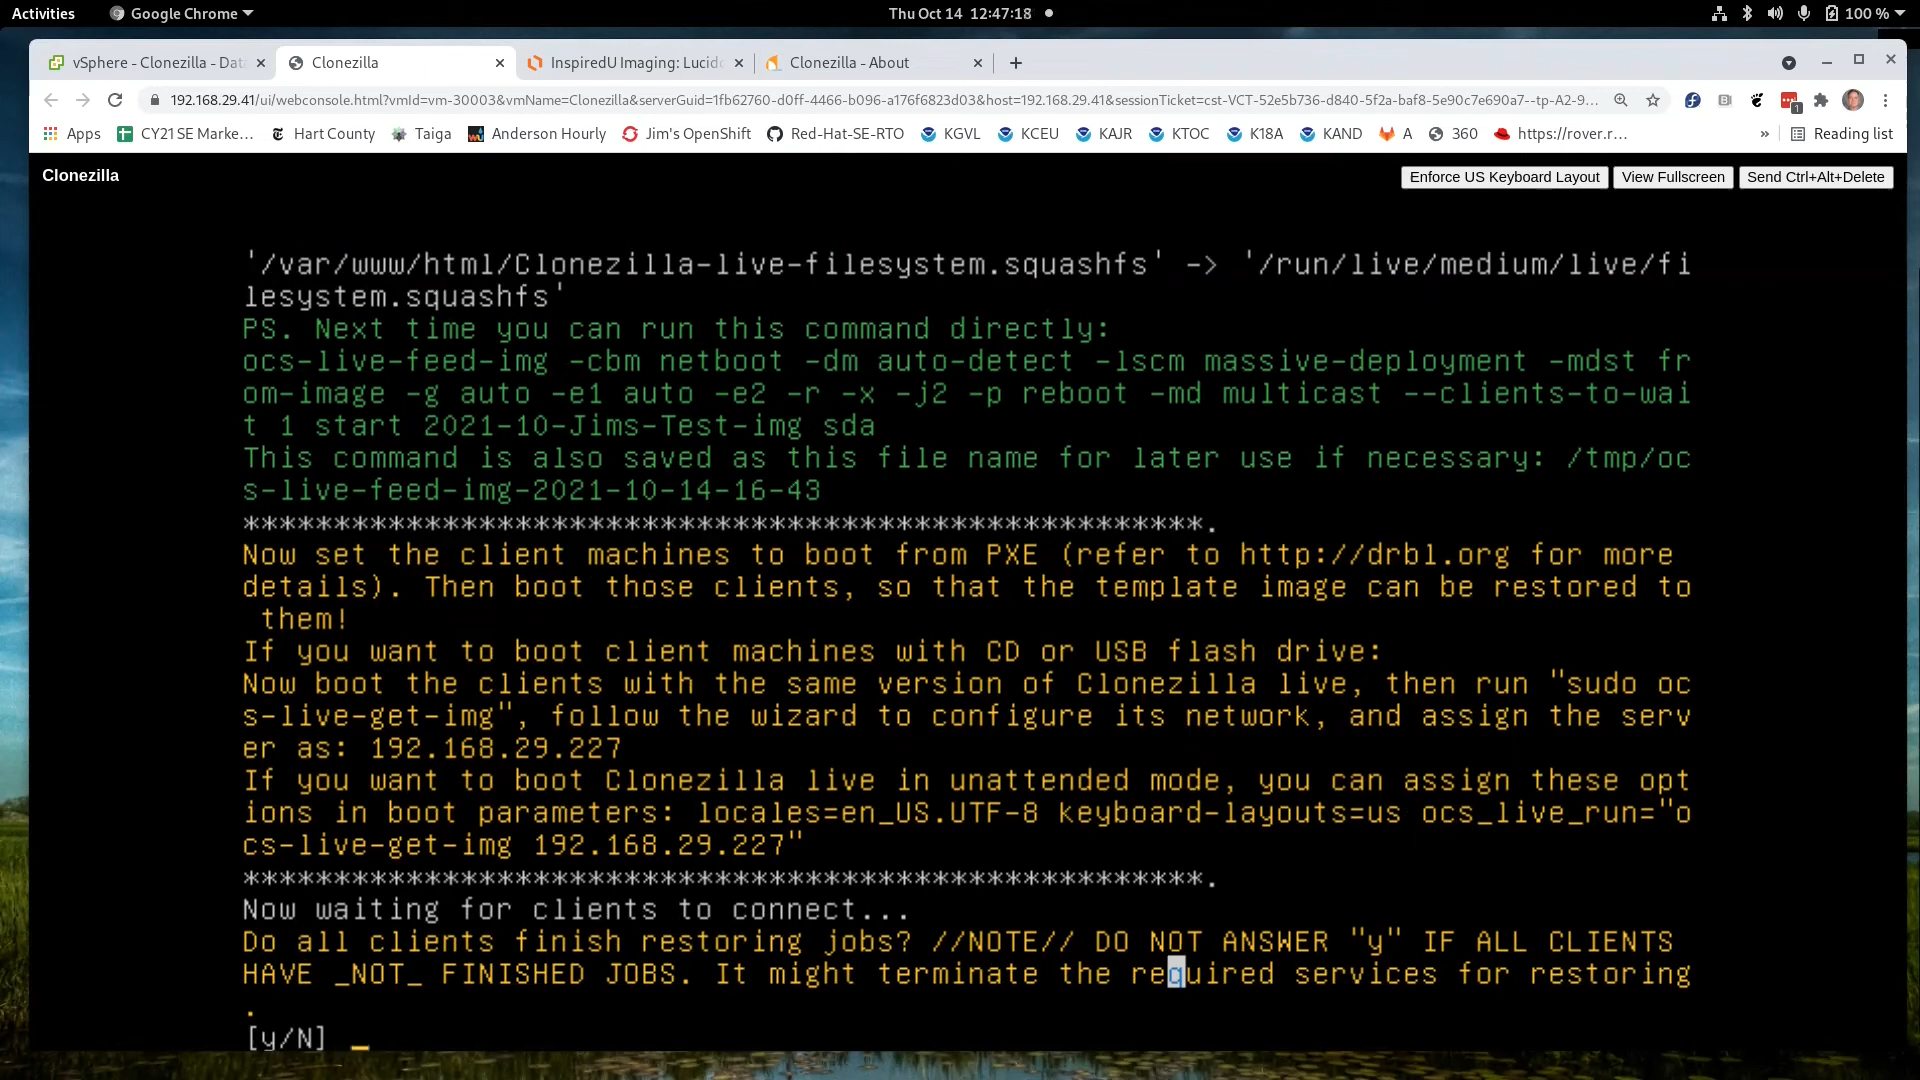 Activities
Google Chrome
Thu Oct 14 12:47:18
100 %
vSphere - Clonezilla - Dat
Clonezilla
InspiredU Imaging: Lucid
Clonezilla - About
192.168.29.41/ui/webconsole.html?vmId=vm-30003&vmName=Clonezilla&serverGuid=1fb62760-d0ff-4466-b096-a176f6823d03&host=192.168.29.41&sessionTicket=cst-VCT-52e5b736-d840-5f2a-baf8-5e90c7e690a7--tp-A2-9...
1
Apps
CY21 SE Marke...
Hart County
Taiga
Anderson Hourly
Jim's OpenShift
Red-Hat-SE-RTO
KGVL
KCEU
KAJR
KTOC
K18A
KAND
A
360
https://rover.r...
»
Reading list
Clonezilla
Enforce US Keyboard Layout
View Fullscreen
Send Ctrl+Alt+Delete
'/var/www/html/Clonezilla-live-filesystem.squashfs' -> '/run/live/medium/live/fi
lesystem.squashfs'
PS. Next time you can run this command directly:
ocs-live-feed-img -cbm netboot -dm auto-detect -lscm massive-deployment -mdst fr
om-image -g auto -e1 auto -e2 -r -x -j2 -p reboot -md multicast --clients-to-wai
t 1 start 2021-10-Jims-Test-img sda
This command is also saved as this file name for later use if necessary: /tmp/oc
s-live-feed-img-2021-10-14-16-43
*****************************************************.
Now set the client machines to boot from PXE (refer to http://drbl.org for more
details). Then boot those clients, so that the template image can be restored to
them!
If you want to boot client machines with CD or USB flash drive:
Now boot the clients with the same version of Clonezilla live, then run "sudo oc
s-live-get-img", follow the wizard to configure its network, and assign the serv
er as: 192.168.29.227
If you want to boot Clonezilla live in unattended mode, you can assign these opt
ions in boot parameters: locales=en_US.UTF-8 keyboard-layouts=us ocs_live_run="o
cs-live-get-img 192.168.29.227"
*****************************************************.
Now waiting for clients to connect...
Do all clients finish restoring jobs? //NOTE// DO NOT ANSWER "y" IF ALL CLIENTS
HAVE _NOT_ FINISHED JOBS. It might terminate the required services for restoring
.
[y/N] _